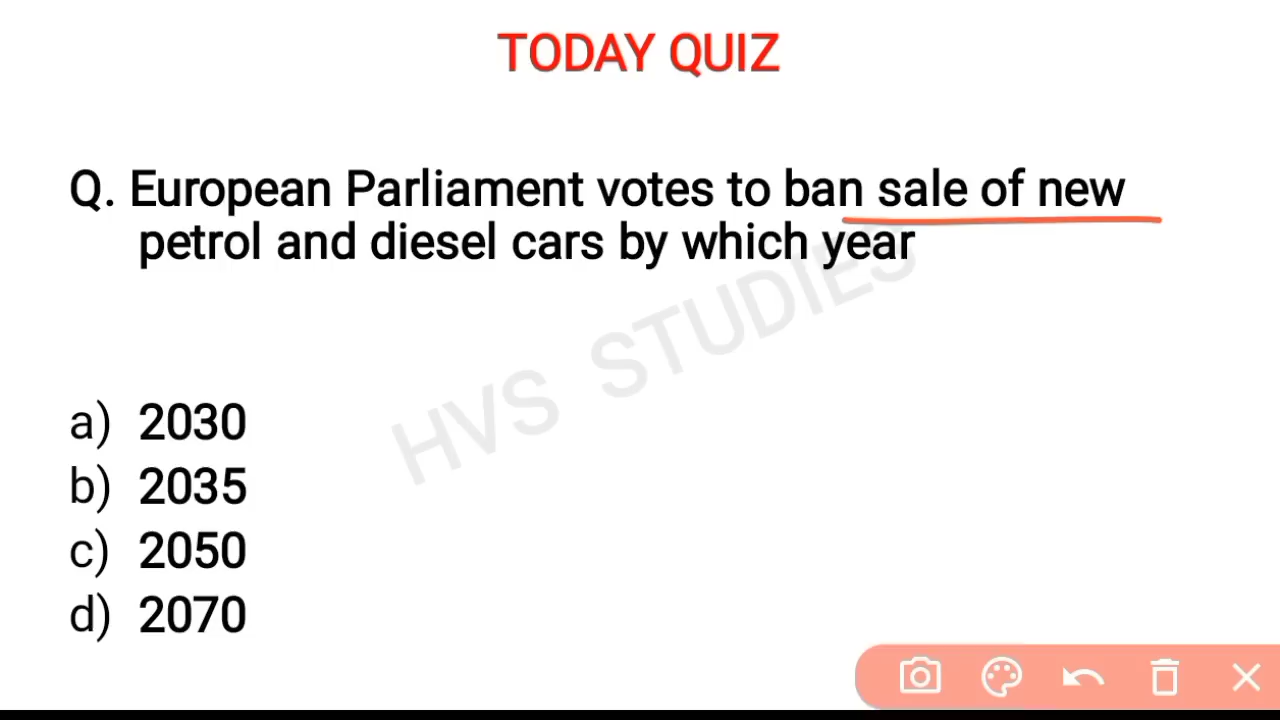 TODAY QUIZ
Q. European Parliament votes to ban sale of new
petrol and diesel cars by which year
HVS STUDIES
a) 2030
b) 2035
c) 2050
d) 2070